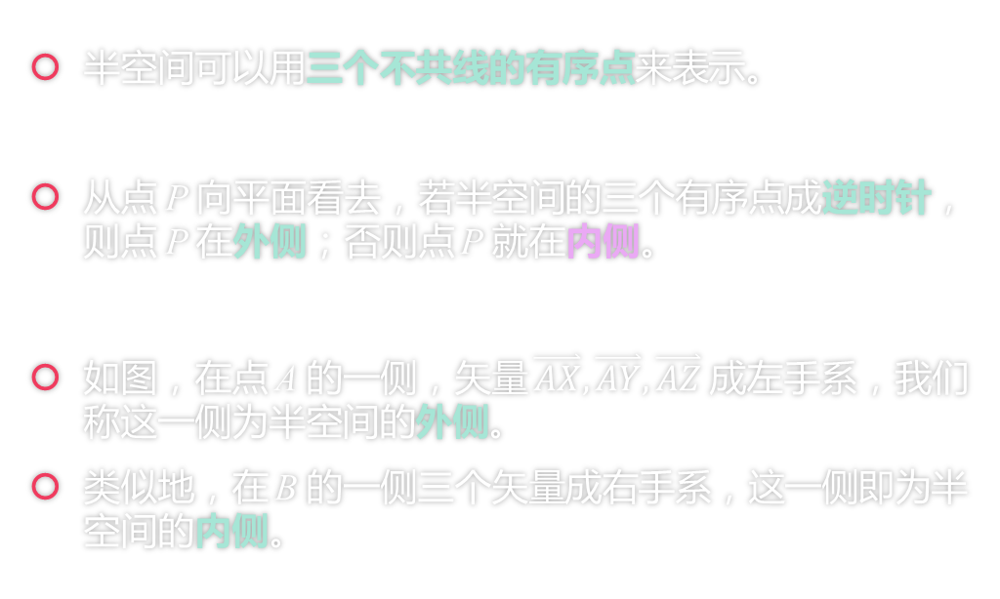 半空间可以用三个不共线的有序点来表示。
从点 P 向平面看去，若半空间的三个有序点成逆时针，
则点 P 在外侧；否则点 P 就在内侧。
如图，在点 A 的一侧，矢量 \overrightarrow{AX}, \overrightarrow{AY}, \overrightarrow{AZ} 成左手系，我们
称这一侧为半空间的外侧。
类似地，在 B 的一侧三个矢量成右手系，这一侧即为半
空间的内侧。